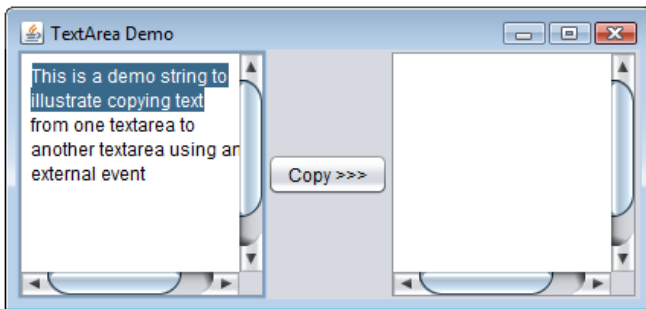 TextArea Demo
This is a demo string to
illustrate copying text
from one textarea to
another textarea using an
external event
Copy >>>